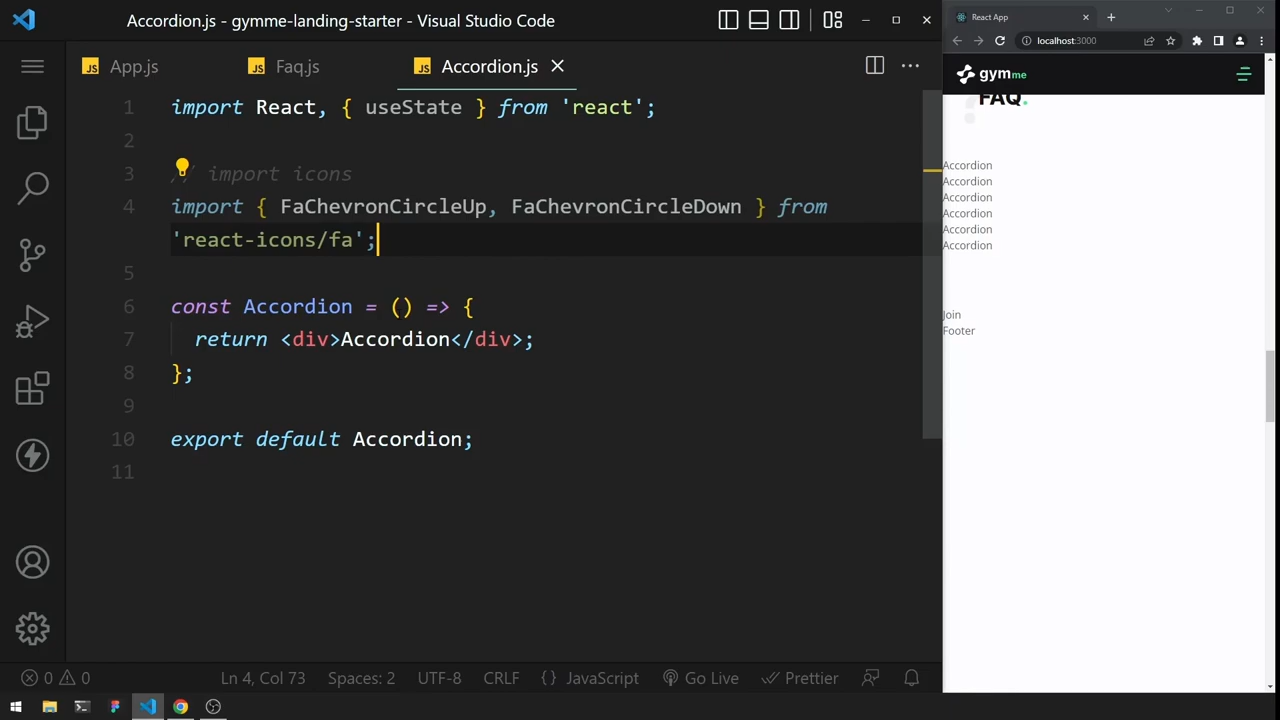 Accordion.js - gymme-landing-starter - Visual Studio Code
App.js
Faq.js
Accordion.js
1 import React, { useState } from 'react';
2
3 // import icons
4 import { FaChevronCircleUp, FaChevronCircleDown } from
'react-icons/fa';
5
6 const Accordion = () => {
7 return <div>Accordion</div>;
8 };
9
10 export default Accordion;
11
0 0 Ln 4, Col 73 Spaces: 2 UTF-8 CRLF {} JavaScript Go Live Prettier
React App
localhost:3000
gymme
FAQ.
Accordion
Accordion
Accordion
Accordion
Accordion
Accordion
Join
Footer